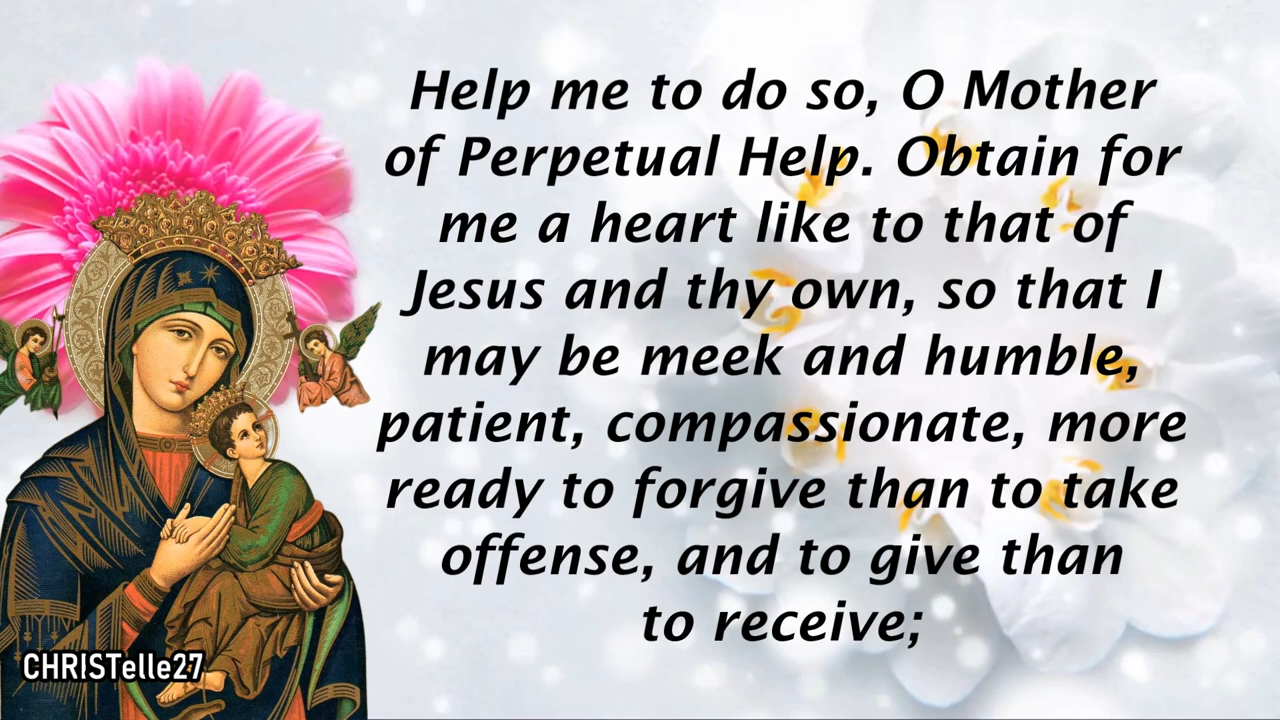 Help me to do so, O Mother
of Perpetual Help. Obtain for
me a heart like to that of
Jesus and thy own, so that I
may be meek and humble,
patient, compassionate, more
ready to forgive than to take
offense, and to give than
to receive;
CHRISTelle27